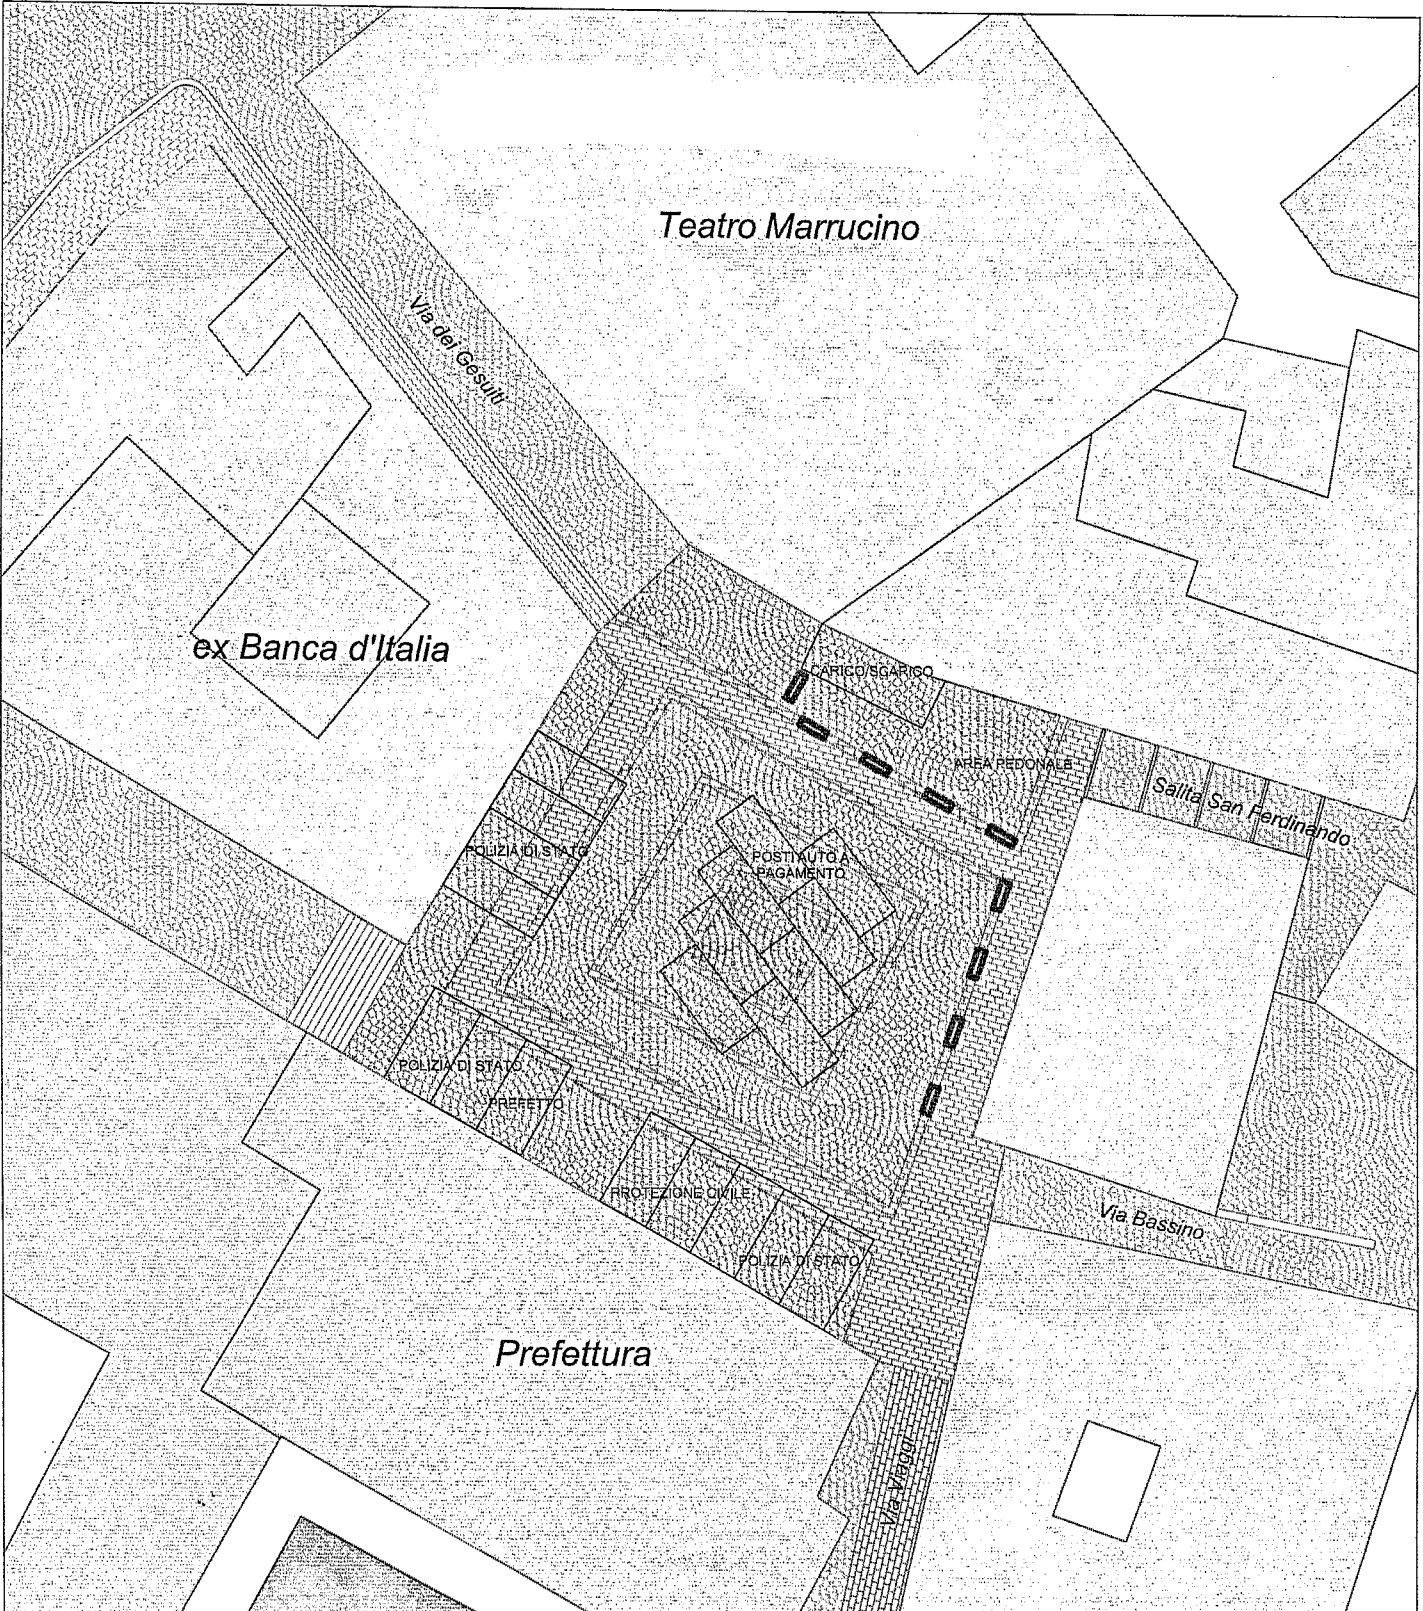 Teatro Marrucino
Via dei Gesuiti
ex Banca d'Italia
CARICO/SCARICO
AREA PEDONALE
Salita San Ferdinando
POLIZIA DI STATO
POSTI AUTO A
PAGAMENTO
POLIZIA DI STATO
PREFETTO
PROTEZIONE CIVILE
Via Bassino
POLIZIA DI STATO
Prefettura
Via Viaggi